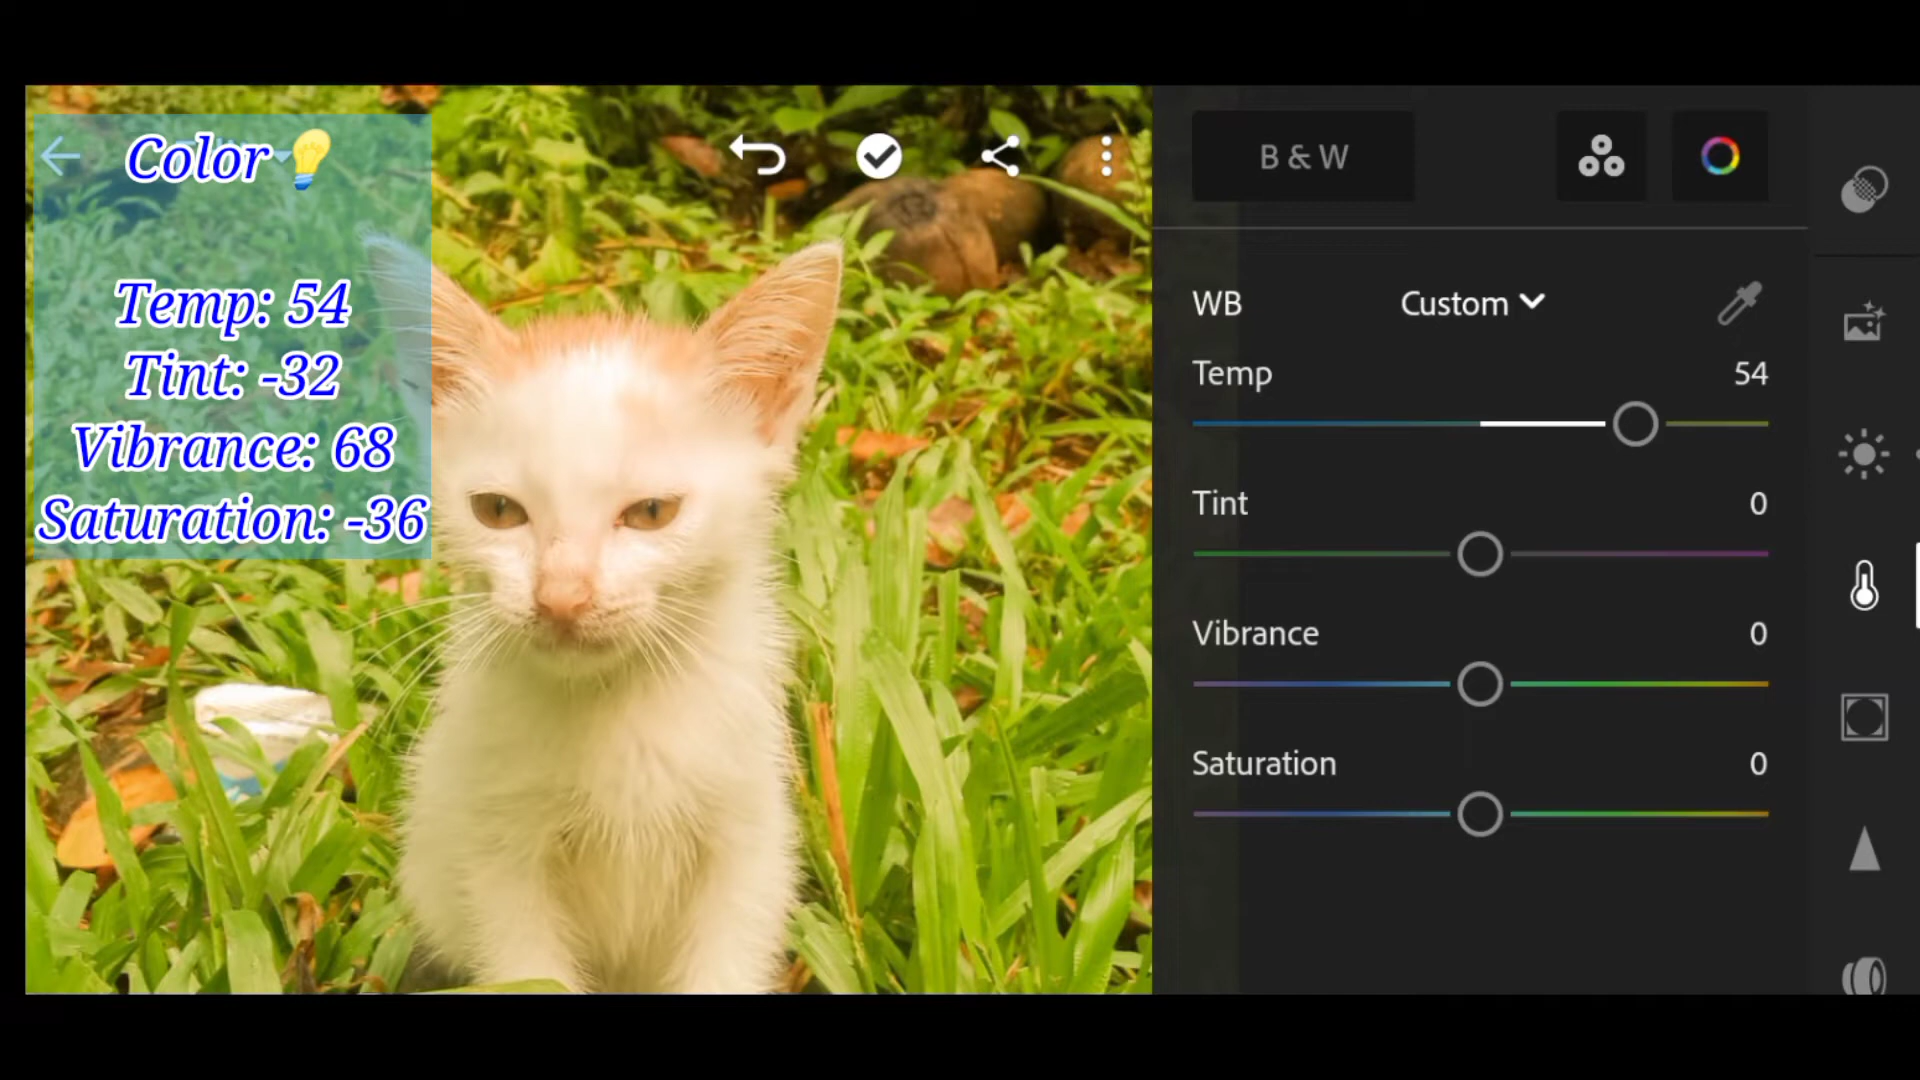 Color💡
Temp: 54
Tint: -32
Vibrance: 68
Saturation: -36
B & W
WB
Custom
Temp
54
Tint
0
Vibrance
0
Saturation
0